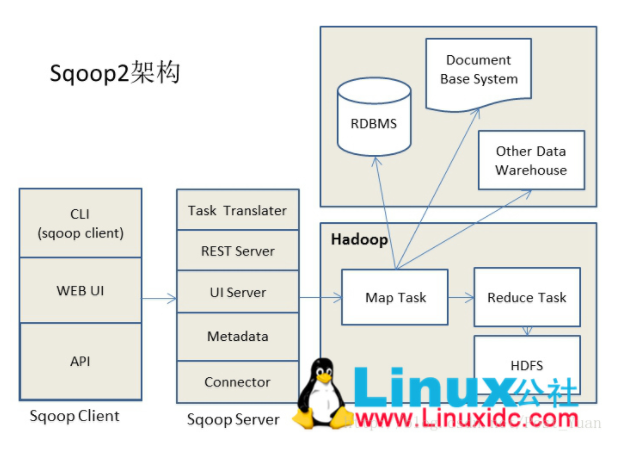 Sqoop2架构
Document
Base System
RDBMS
Other Data
Warehouse
CLI
(sqoop client)
WEB UI
API
Sqoop Client
Task Translater
REST Server
UI Server
Metadata
Connector
Sqoop Server
Hadoop
Map Task
Reduce Task
HDFS
Linux公社
www.Linuxidc.com